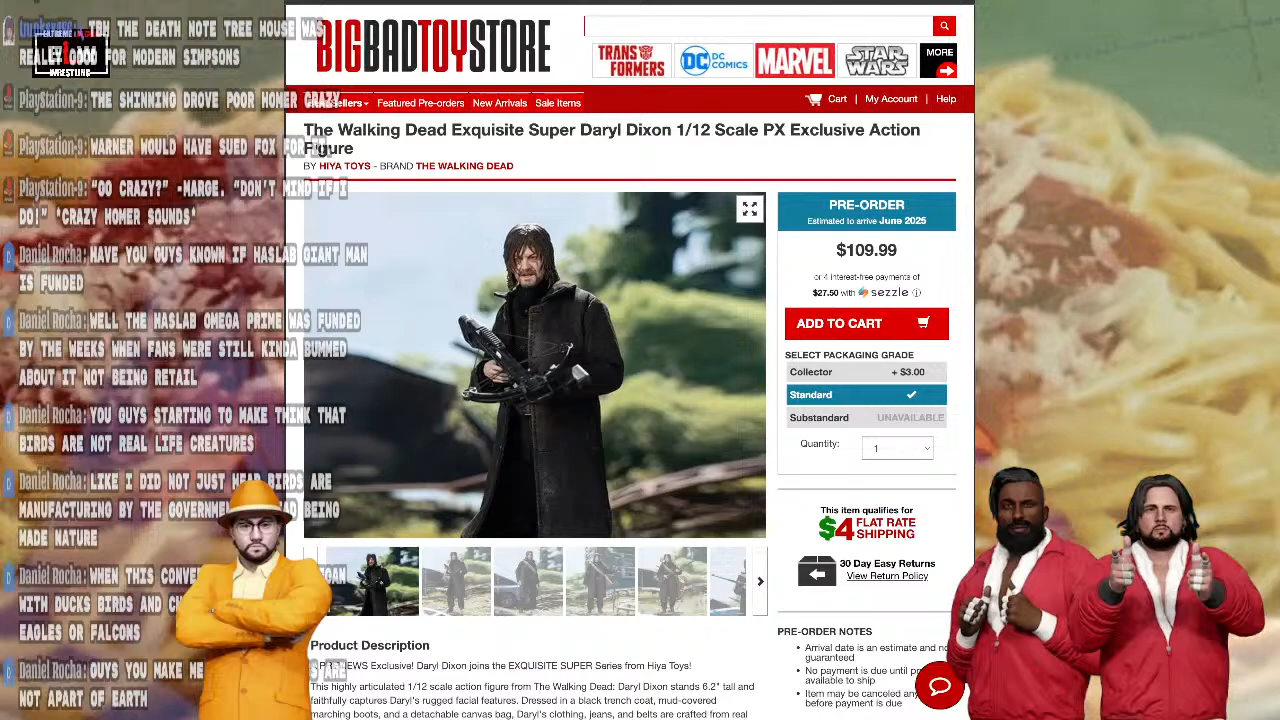 TBH THE DEATH NOTE TREE HOUSE WAS
REALLY GOOD FOR MODERN SIMPSONS
EXTREME
WRESTLING
PlayStation-9: THE SHINING DROVE POOR HOMER CRAZY
PlayStation-9: WARNER WOULD HAVE SUED FOX FOR
PlayStation-9: "GO CRAZY?" -MARGE. "DON'T MIND IF I
DO!" *CRAZY HOMER SOUNDS*
Daniel Rocha: HAVE YOU GUYS KNOWN IF HASLAB GIANT MAN
IS FUNDED
Daniel Rocha: WELL THE HASLAB OMEGA PRIME WAS FUNDED
BY THE WEEKS WHEN FANS WERE STILL KINDA BUMMED
ABOUT IT NOT BEING RETAIL
Daniel Rocha: YOU GUYS STARTING TO MAKE THINK THAT
BIRDS ARE NOT REAL LIFE CREATURES
Daniel Rocha: LIKE I DID NOT JUST HEAR BIRDS ARE
MANUFACTURING BY THE GOVERNMENT BEING
MADE NATURE
Daniel Rocha: WHEN THIS
WITH DUCKS BIRDS AND
EAGLES OR FALCONS
Daniel Rocha: GUYS YOU MAKE ME ARE
NOT APART OF EARTH
BIGBADTOYSTORE
TRANSFORMERS
DC COMICS
MARVEL
STAR WARS
MORE
Sellers
Featured Pre-orders
New Arrivals
Sale Items
Cart | My Account | Help
The Walking Dead Exquisite Super Daryl Dixon 1/12 Scale PX Exclusive Action
Figure
BY HIYA TOYS - BRAND THE WALKING DEAD
PRE-ORDER
Estimated to arrive June 2025
$109.99
or 4 interest-free payments of
$27.50 with sezzle
ADD TO CART
SELECT PACKAGING GRADE
Collector + $3.00
Standard
Substandard UNAVAILABLE
Quantity: 1
This item qualifies for
$4 FLAT RATE
SHIPPING
30 Day Easy Returns
View Return Policy
PRE-ORDER NOTES
• Arrival date is an estimate and no
guaranteed
• No payment is due until
available to ship
• Item may be canceled any
before payment is due
Product Description
Exclusive! Daryl Dixon joins the EXQUISITE SUPER Series from Hiya Toys!
This highly articulated 1/12 scale action figure from The Walking Dead: Daryl Dixon stands 6.2" tall and
faithfully captures Daryl's rugged facial features. Dressed in a black trench coat, mud-covered
marching boots, and a detachable canvas bag, Daryl's clothing, jeans, and belts are crafted from real